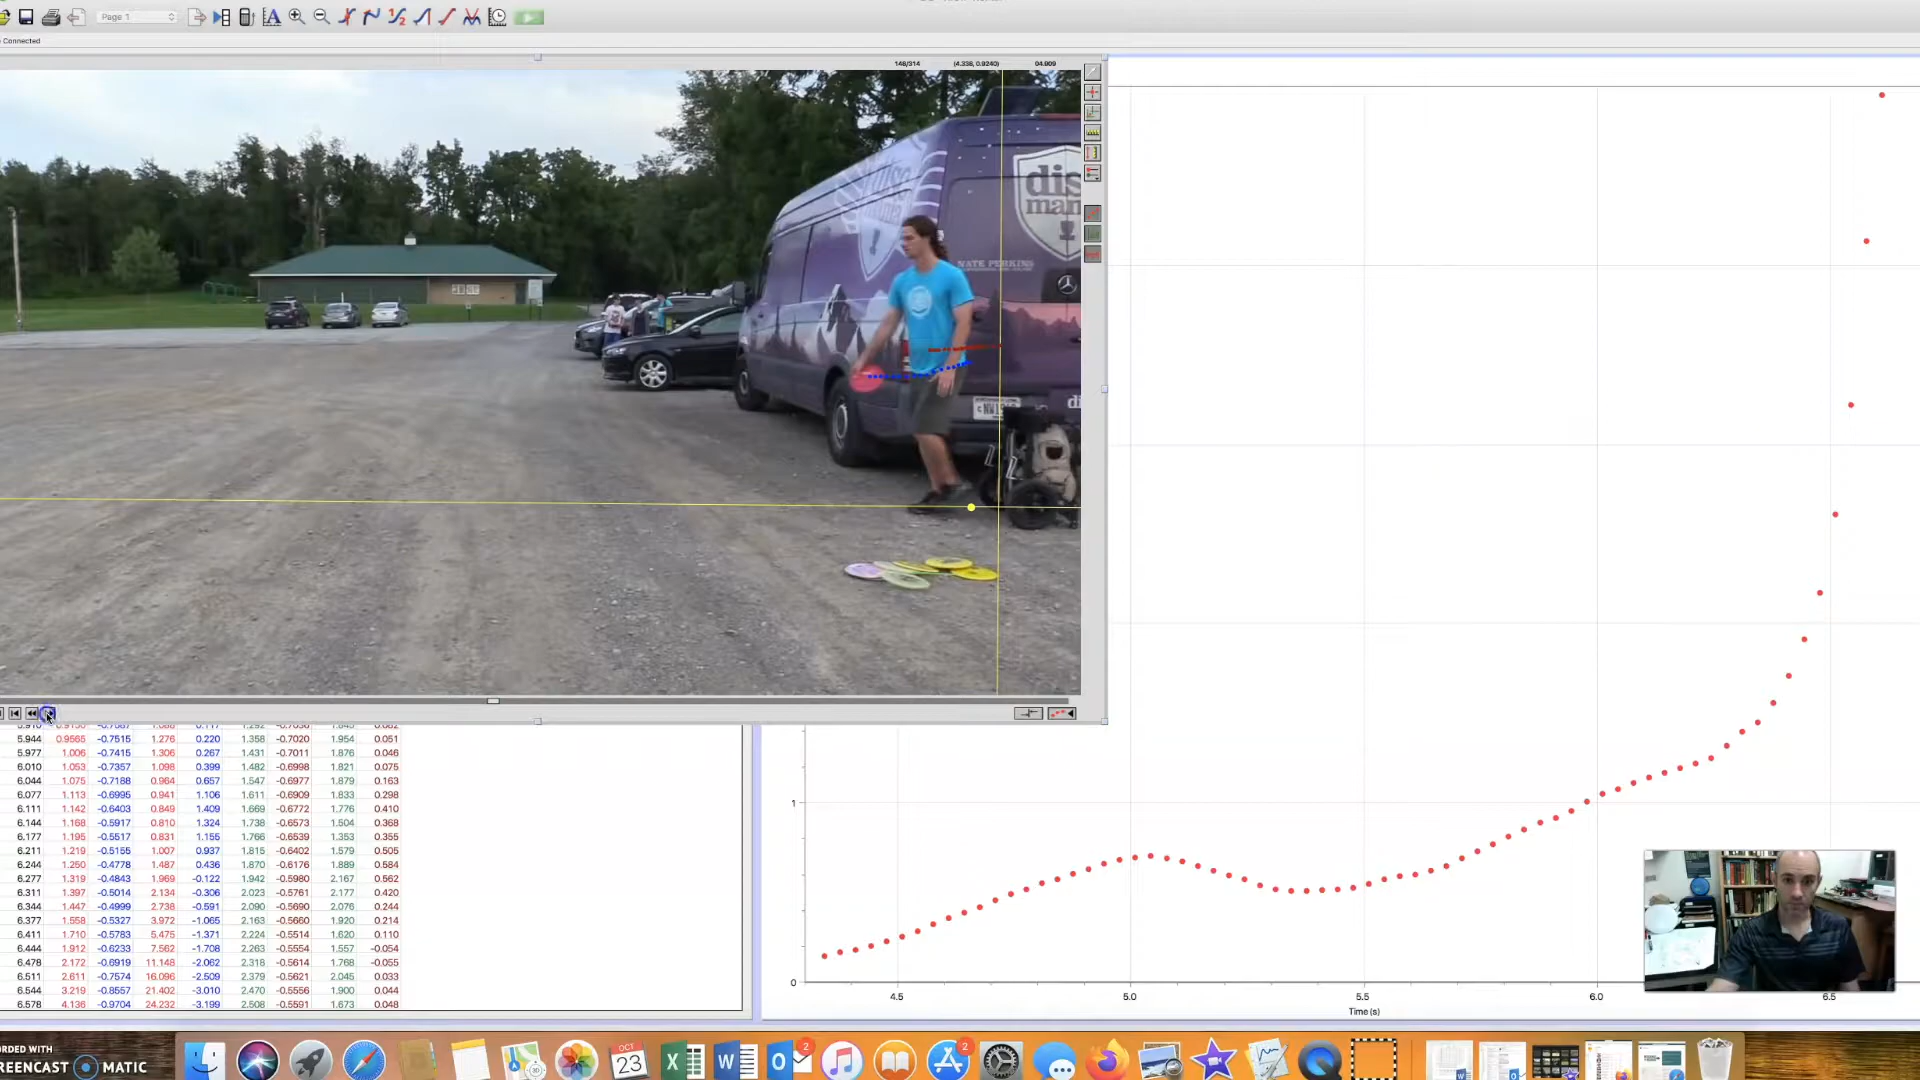 Page 1
Connected
148/314
(4.338, 0.9240)
04.909
dis
man
NATE PERKINS
5.944 0.9565 -0.7515 1.276 0.220 1.358 -0.7020 1.954 0.051
5.977 1.006 -0.7415 1.306 0.267 1.431 -0.7011 1.876 0.046
6.010 1.053 -0.7357 1.098 0.399 1.482 -0.6998 1.821 0.075
6.044 1.075 -0.7188 0.964 0.657 1.547 -0.6977 1.879 0.163
6.077 1.113 -0.6995 0.941 1.106 1.611 -0.6909 1.833 0.298
6.111 1.142 -0.6403 0.849 1.409 1.669 -0.6772 1.776 0.410
6.144 1.168 -0.5917 0.810 1.324 1.738 -0.6573 1.504 0.368
6.177 1.195 -0.5517 0.831 1.155 1.766 -0.6539 1.353 0.355
6.211 1.219 -0.5155 1.007 0.937 1.815 -0.6402 1.579 0.505
6.244 1.250 -0.4778 1.487 0.436 1.870 -0.6176 1.889 0.584
6.277 1.319 -0.4843 1.969 -0.122 1.942 -0.5980 2.167 0.562
6.311 1.397 -0.5014 2.134 -0.306 2.023 -0.5761 2.177 0.420
6.344 1.447 -0.4999 2.738 -0.591 2.090 -0.5690 2.076 0.244
6.377 1.558 -0.5327 3.972 -1.065 2.163 -0.5660 1.920 0.214
6.411 1.710 -0.5783 5.475 -1.371 2.224 -0.5514 1.620 0.110
6.444 1.912 -0.6233 7.562 -1.708 2.263 -0.5554 1.557 -0.054
6.478 2.172 -0.6919 11.148 -2.062 2.318 -0.5614 1.768 -0.055
6.511 2.611 -0.7574 16.096 -2.509 2.379 -0.5621 2.045 0.033
6.544 3.219 -0.8557 21.402 -3.010 2.470 -0.5556 1.900 0.044
6.578 4.136 -0.9704 24.232 -3.199 2.508 -0.5591 1.673 0.048
1
0
4.5 5.0 5.5 6.0 6.5
Time (s)
ORDED WITH
REENCAST MATIC
OCT
23
2
2